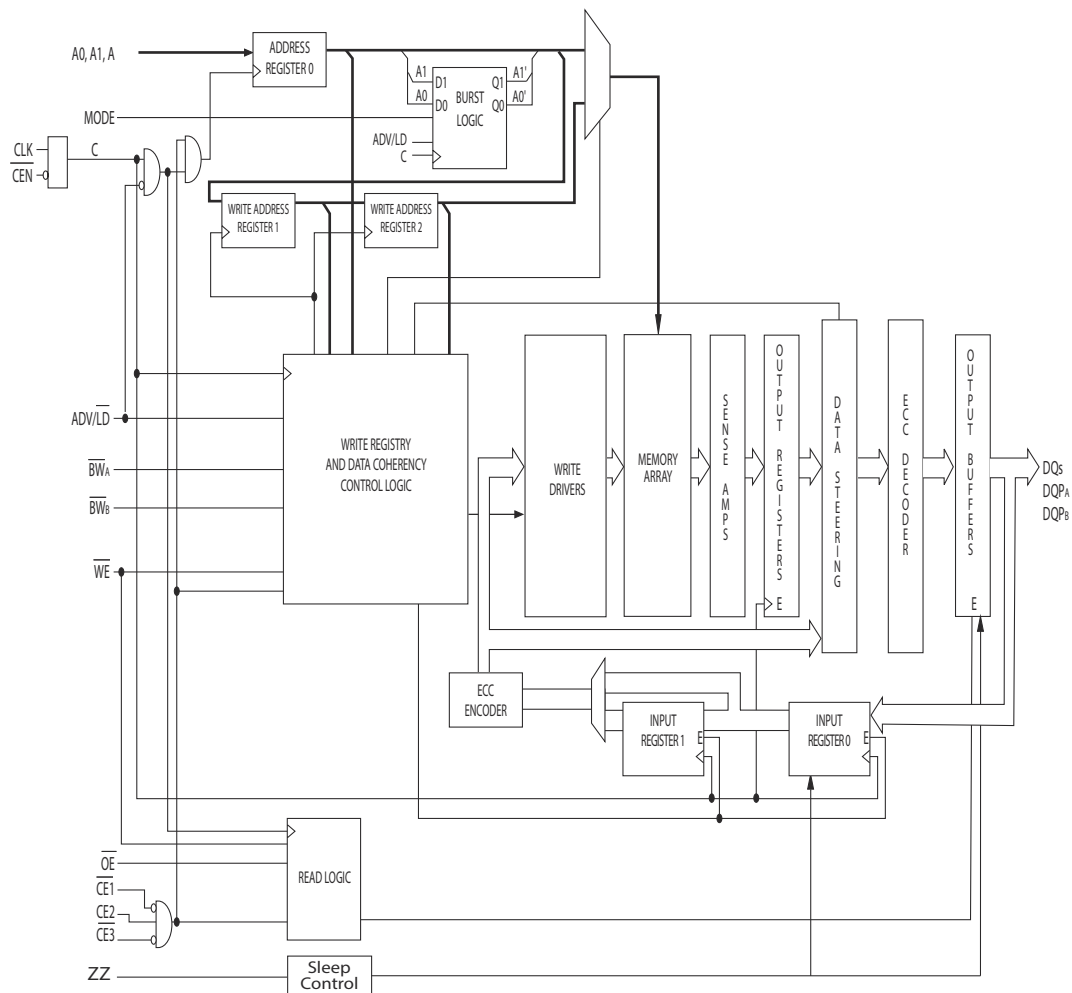 A0, A1, A
ADDRESS
REGISTER 0
A1
D1
Q1
A1'
A0
D0
Q0
A0'
BURST
LOGIC
MODE
ADV/LD
C
CLK
C
CEN
WRITE ADDRESS
REGISTER 1
WRITE ADDRESS
REGISTER 2
ADV/LD
BWA
BWB
WE
WRITE REGISTRY
AND DATA COHERENCY
CONTROL LOGIC
WRITE
DRIVERS
MEMORY
ARRAY
SENSE AMPS
OUTPUT REGISTERS
E
DATA STEERING
ECC DECODER
OUTPUT BUFFERS
E
DQs
DQPA
DQPB
ECC
ENCODER
INPUT
REGISTER 1
E
INPUT
REGISTER 0
E
OE
READ LOGIC
CE1
CE2
CE3
ZZ
Sleep
Control